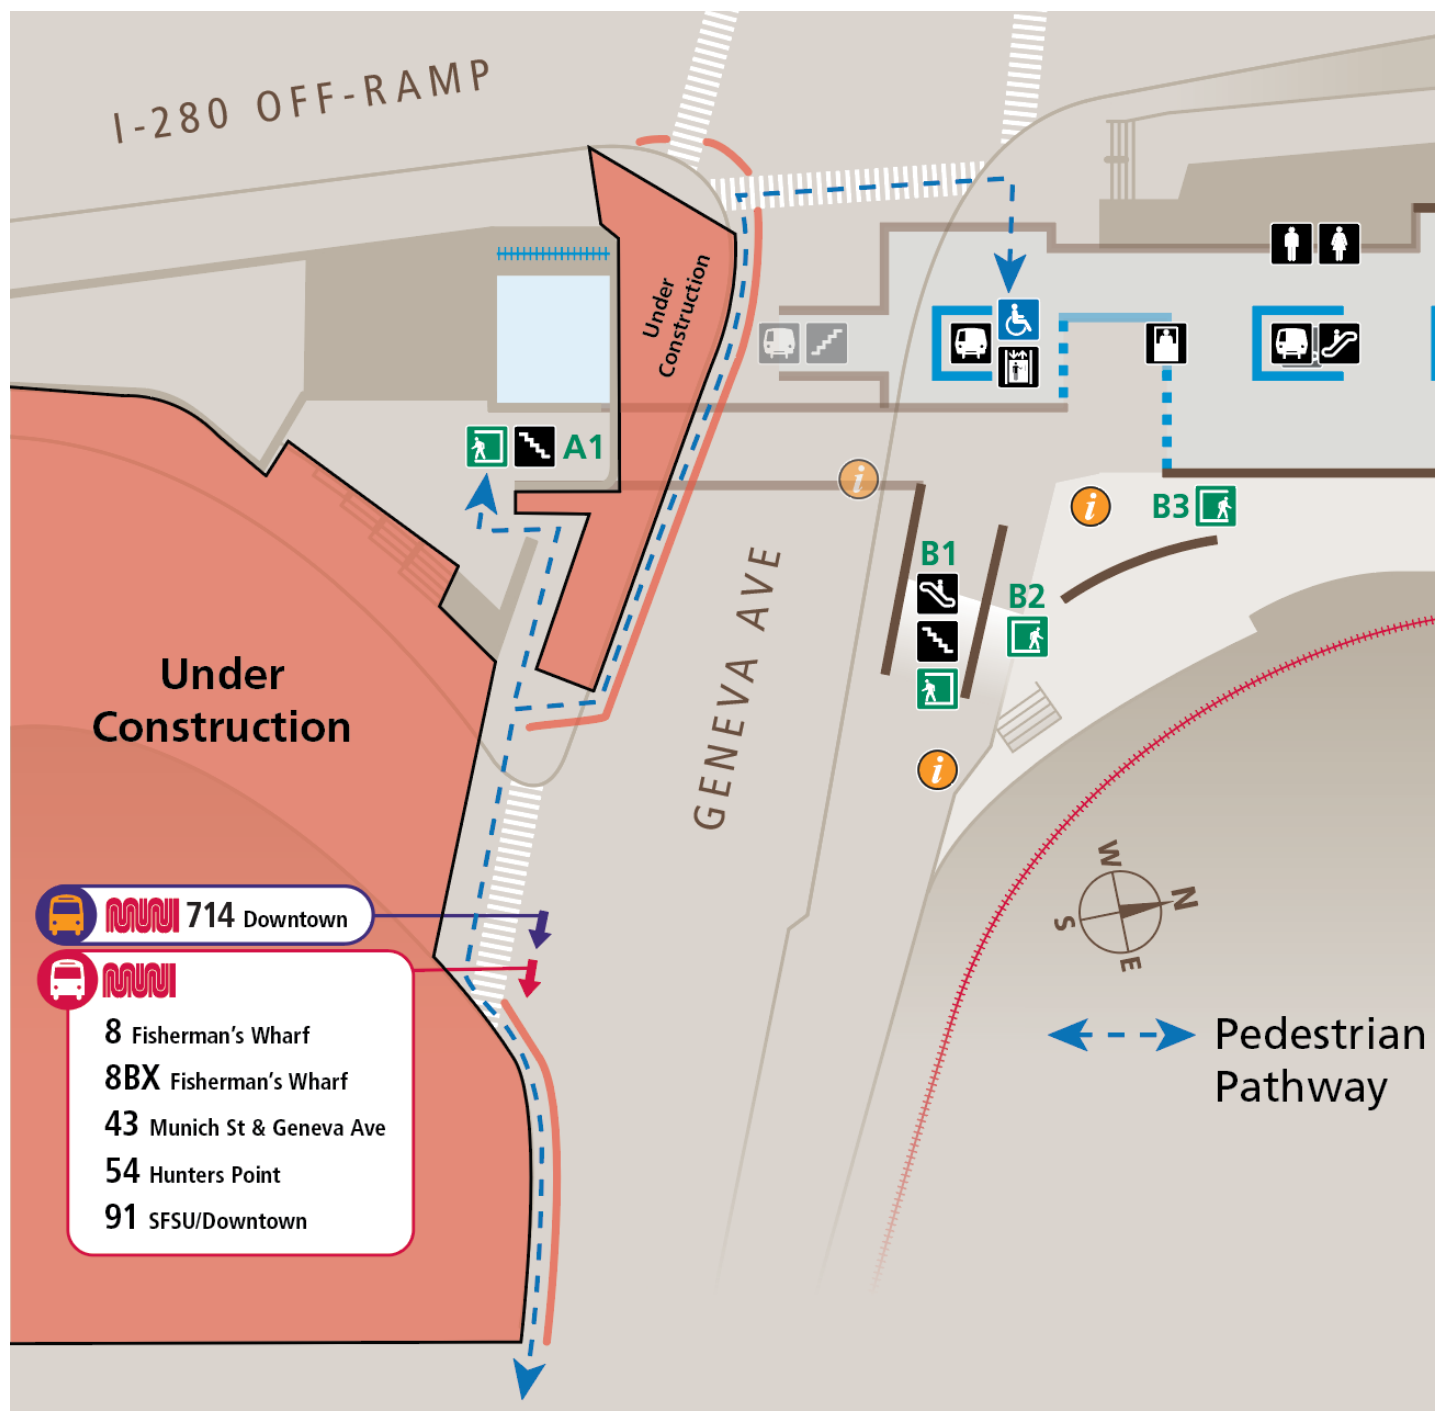 I-280 OFF-RAMP
Under
Construction
A1
i
i
B3
B1
B2
GENEVA AVE
i
Under
Construction
W
N
S
E
MUNI 714 Downtown
MUNI
8 Fisherman's Wharf
8BX Fisherman's Wharf
43 Munich St & Geneva Ave
54 Hunters Point
91 SFSU/Downtown
Pedestrian
Pathway